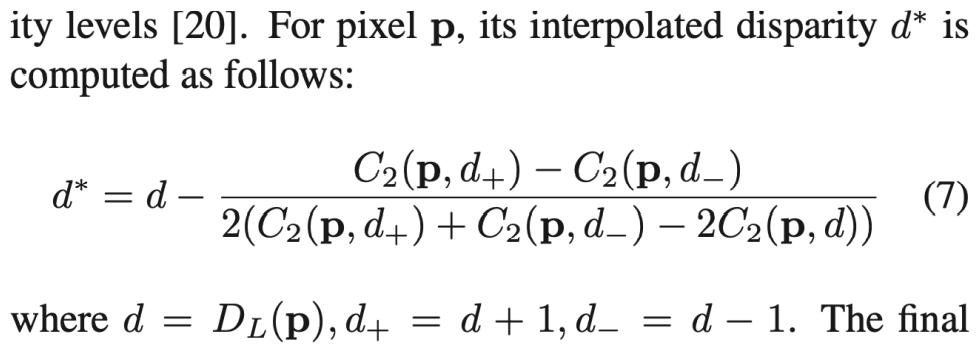 ity levels [20]. For pixel p, its interpolated disparity d* is
computed as follows:
d* = d − \frac{C₂(p, d₊) − C₂(p, d₋)}{2(C₂(p, d₊) + C₂(p, d₋) − 2C₂(p, d))} (7)
where d = D_L(p), d₊ = d + 1, d₋ = d − 1. The final